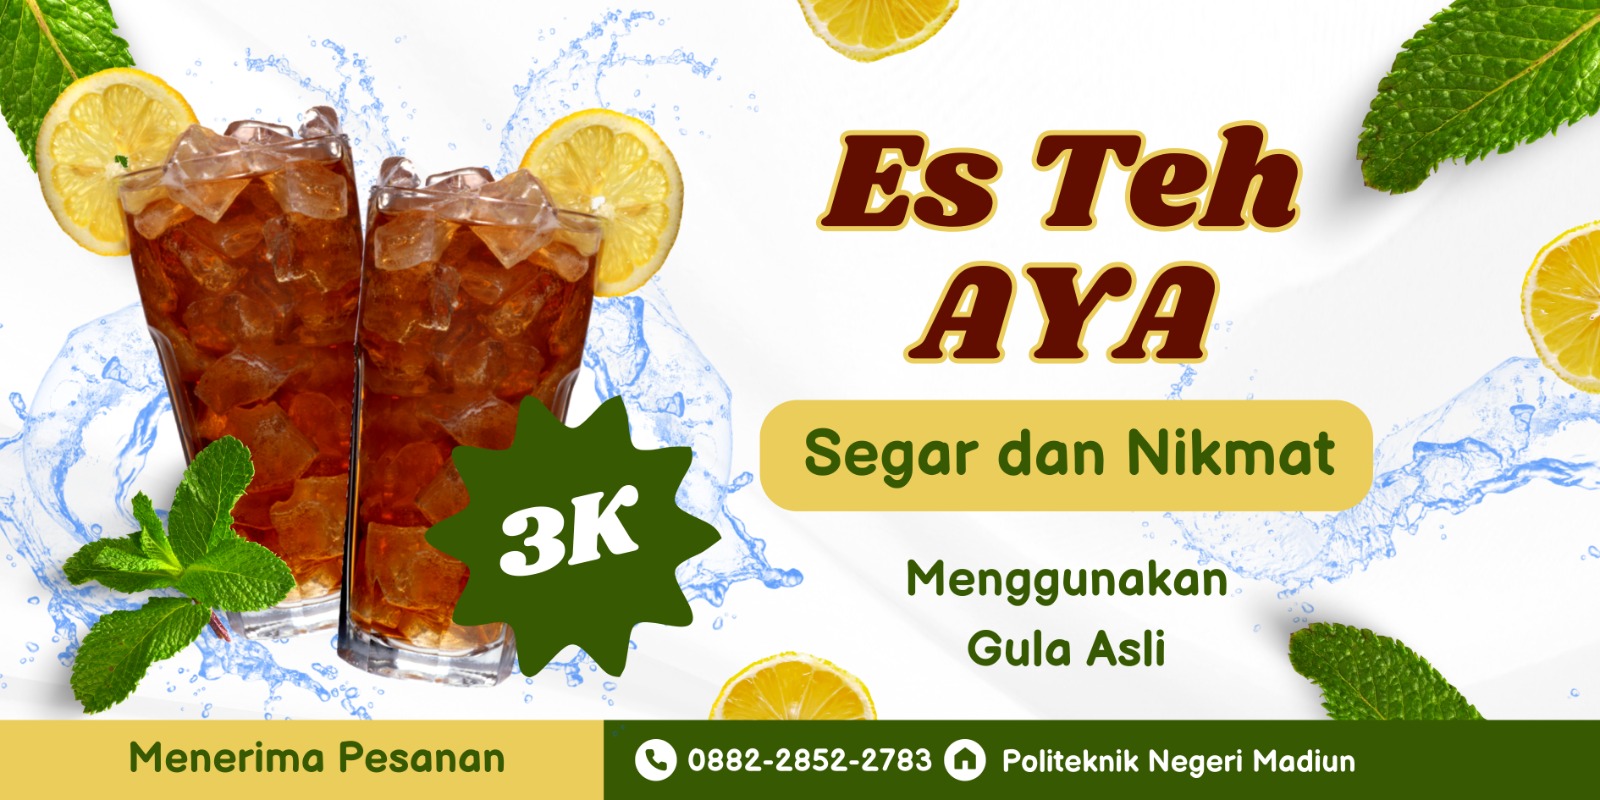 Es Teh
AYA
Segar dan Nikmat
3K
Menggunakan
Gula Asli
Menerima Pesanan
0882-2852-2783
Politeknik Negeri Madiun